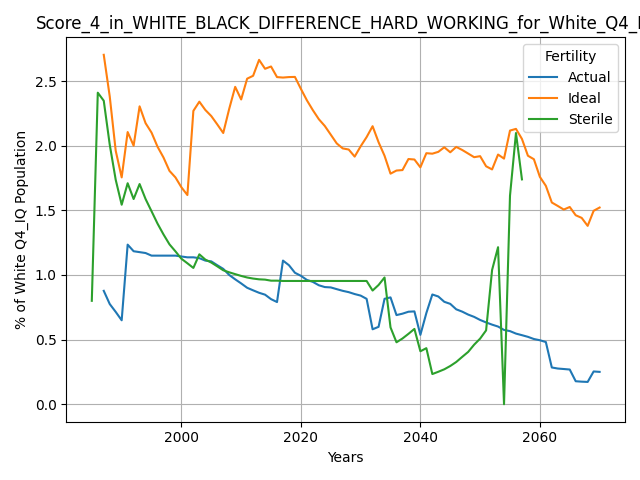 Score_4_in_WHITE_BLACK_DIFFERENCE_HARD_WORKING_for_White_Q4_I
Fertility
Actual
Ideal
Sterile
2.5
2.0
1.5
1.0
0.5
0.0
% of White Q4_IQ Population
2000
2020
2040
2060
Years